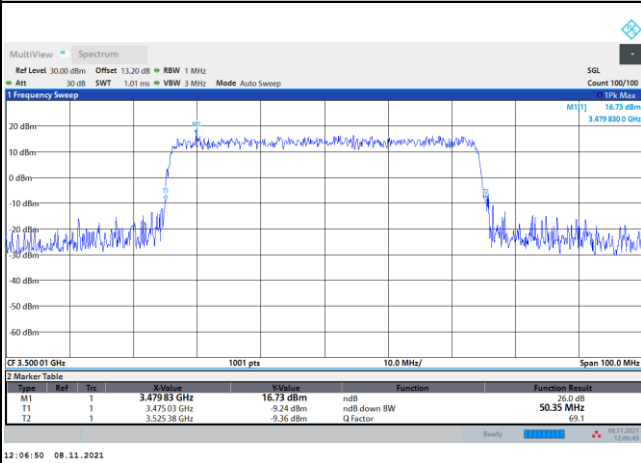 MultiView Spectrum
Ref Level 30.00 dBm Offset 13.20 dB RBW 1 MHz SGL
Att 30 dB SWT 1.01 ms VBW 3 MHz Mode Auto Sweep Count 100/100
1 Frequency Sweep 1Pk Max
M1[1] 16.73 dBm
3.479 830 0 GHz
M1
20 dBm
10 dBm
0 dBm
T1
-10 dBm
-20 dBm
-30 dBm
-40 dBm
-50 dBm
-60 dBm
CF 3.500 01 GHz 1001 pts 10.0 MHz/ Span 100.0 MHz
2 Marker Table
Type Ref Trc X-Value Y-Value Function Function Result
M1 1 3.479 83 GHz 16.73 dBm ndB 26.0 dB
T1 1 3.475 03 GHz -9.24 dBm ndB down BW 50.35 MHz
T2 1 3.525 38 GHz -9.36 dBm Q Factor 69.1
Ready 08.11.2021
12:06:49
12:06:50 08.11.2021